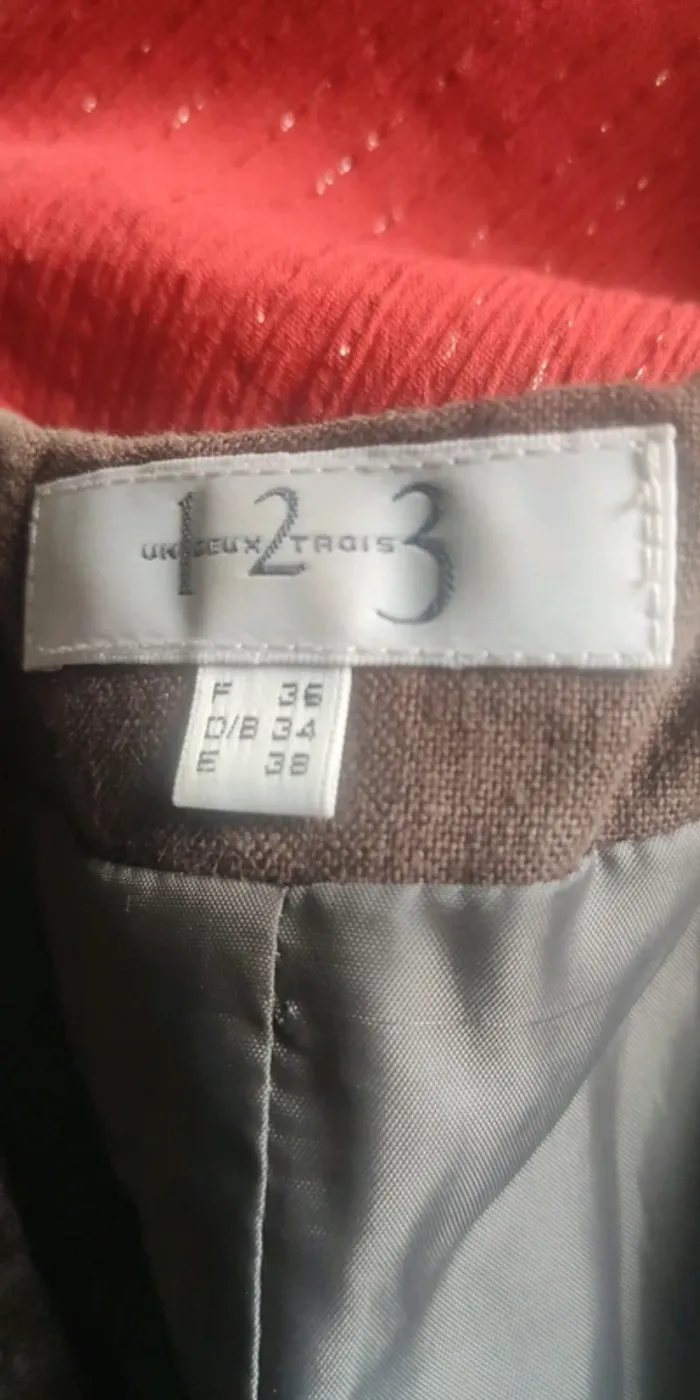 1 2 3
UN DEUX TROIS
F 36
D/B 34
E 38